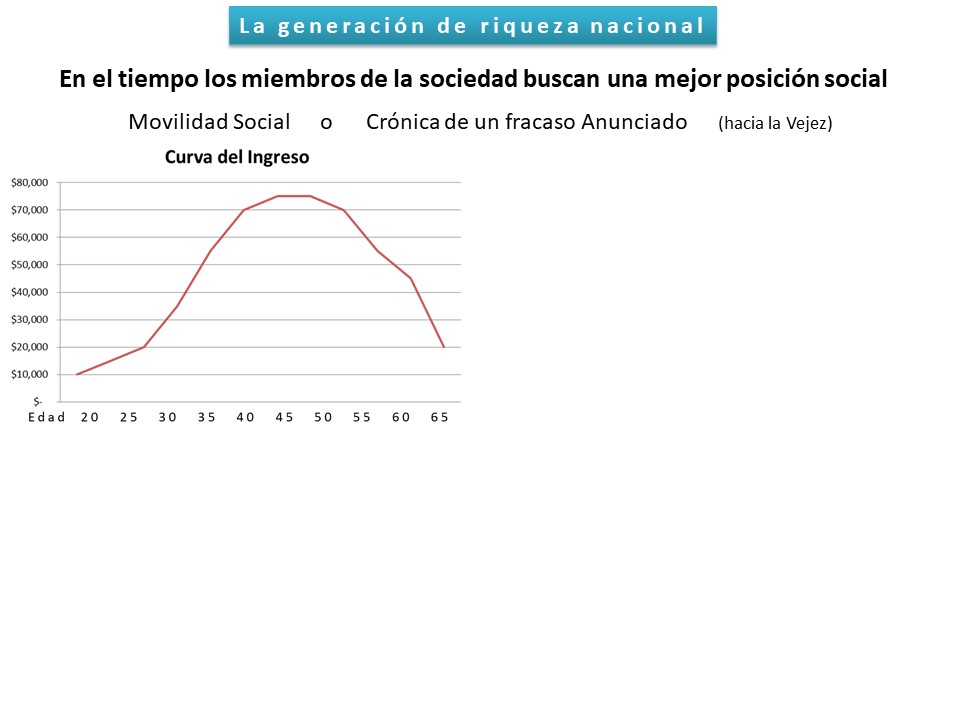 La generación de riqueza nacional
En el tiempo los miembros de la sociedad buscan una mejor posición social
Movilidad Social o Crónica de un fracaso Anunciado (hacia la Vejez)
Curva del Ingreso
$80,000
$70,000
$60,000
$50,000
$40,000
$30,000
$20,000
$10,000
$-
Edad 20 25 30 35 40 45 50 55 60 65